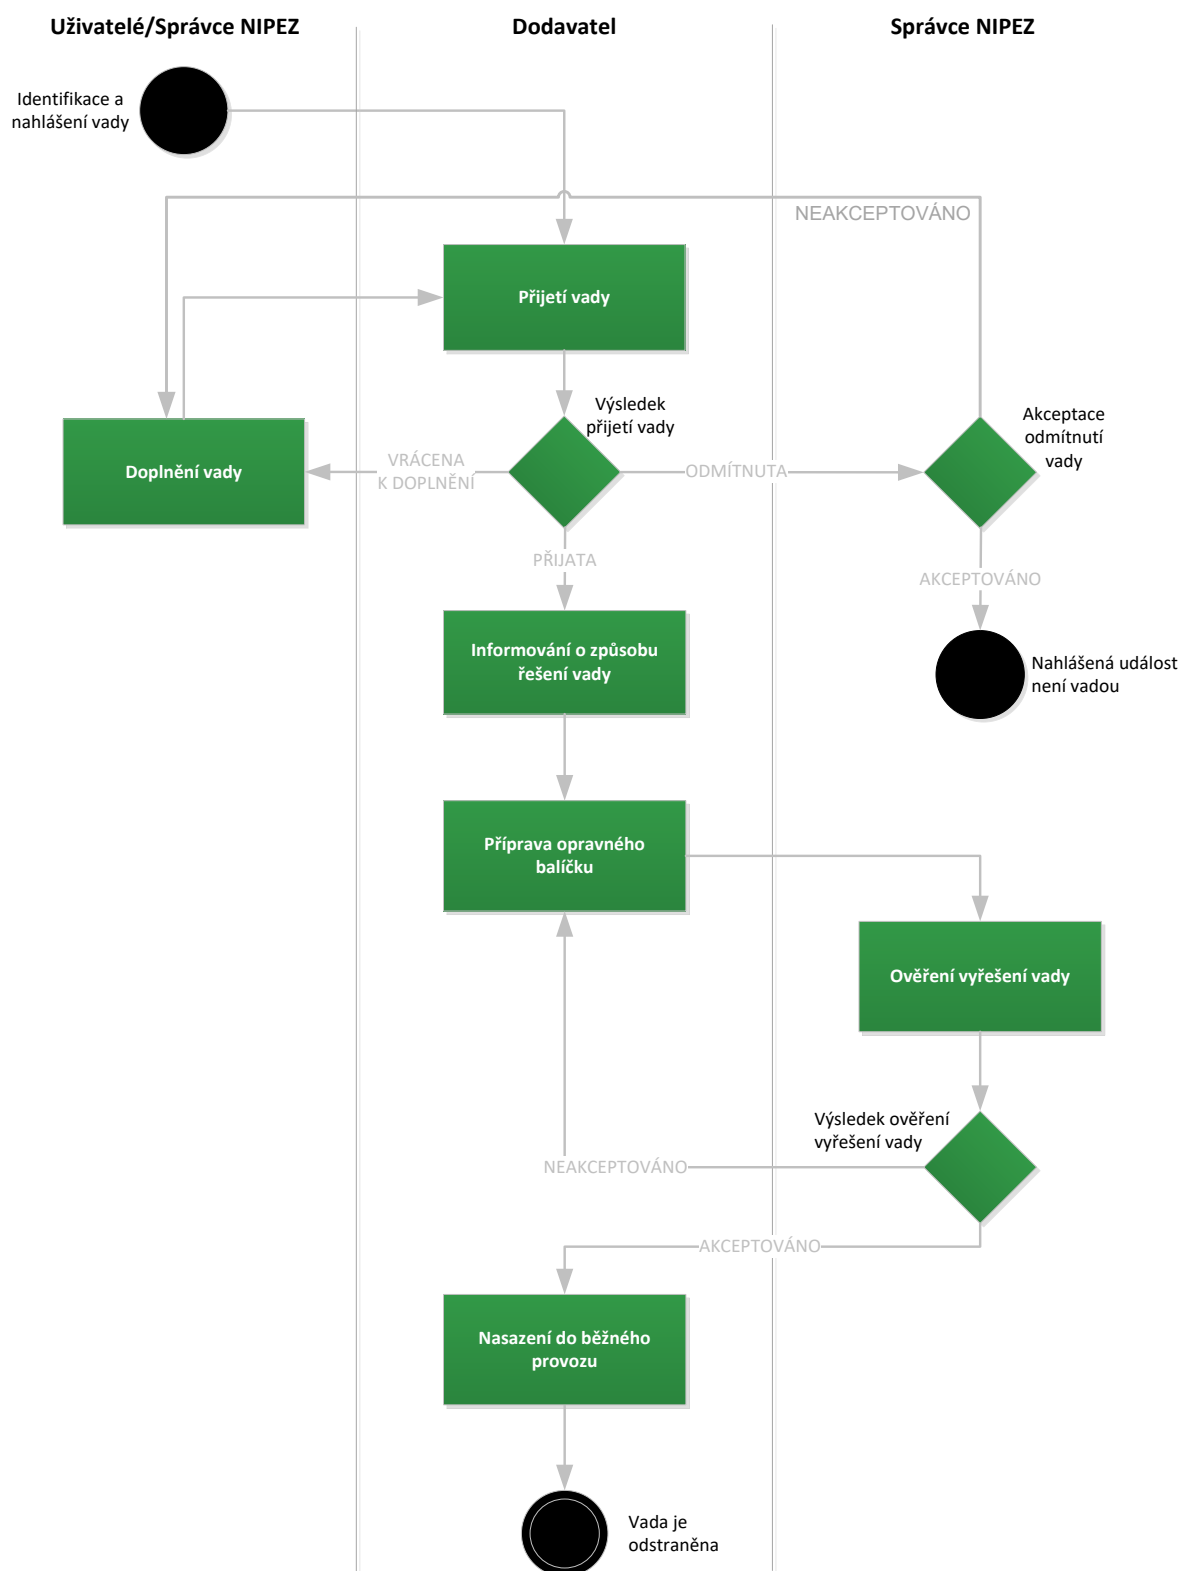 Uživatelé/Správce NIPEZ
Dodavatel
Správce NIPEZ
Identifikace a
nahlášení vady
NEAKCEPTOVÁNO
Přijetí vady
Výsledek
přijetí vady
Akceptace
odmítnutí
vady
Doplnění vady
VRÁCENA
K DOPLNĚNÍ
ODMÍTNUTA
PŘIJATA
AKCEPTOVÁNO
Informování o způsobu
řešení vady
Nahlášená událost
není vadou
Příprava opravného
balíčku
Ověření vyřešení vady
Výsledek ověření
vyřešení vady
NEAKCEPTOVÁNO
AKCEPTOVÁNO
Nasazení do běžného
provozu
Vada je
odstraněna